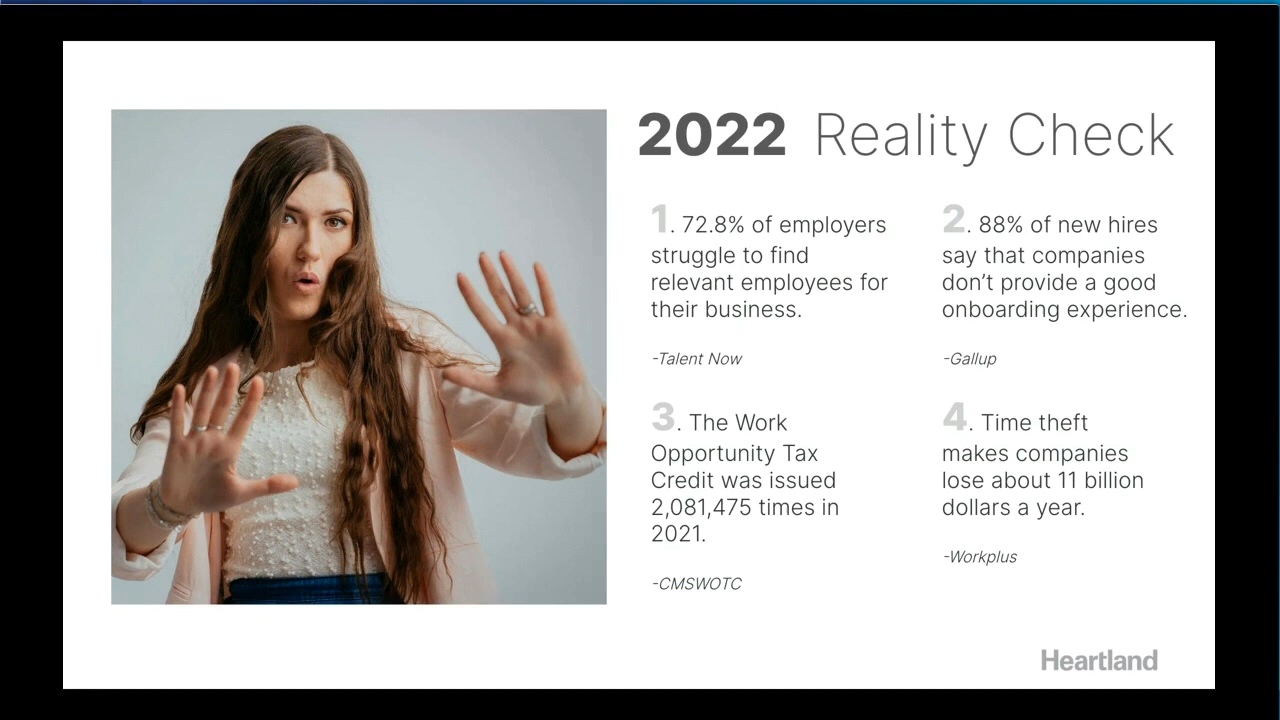 2022 Reality Check
1. 72.8% of employers
struggle to find
relevant employees for
their business.
-Talent Now
2. 88% of new hires
say that companies
don’t provide a good
onboarding experience.
-Gallup
3. The Work
Opportunity Tax
Credit was issued
2,081,475 times in
2021.
-CMSWOTC
4. Time theft
makes companies
lose about 11 billion
dollars a year.
-Workplus
Heartland